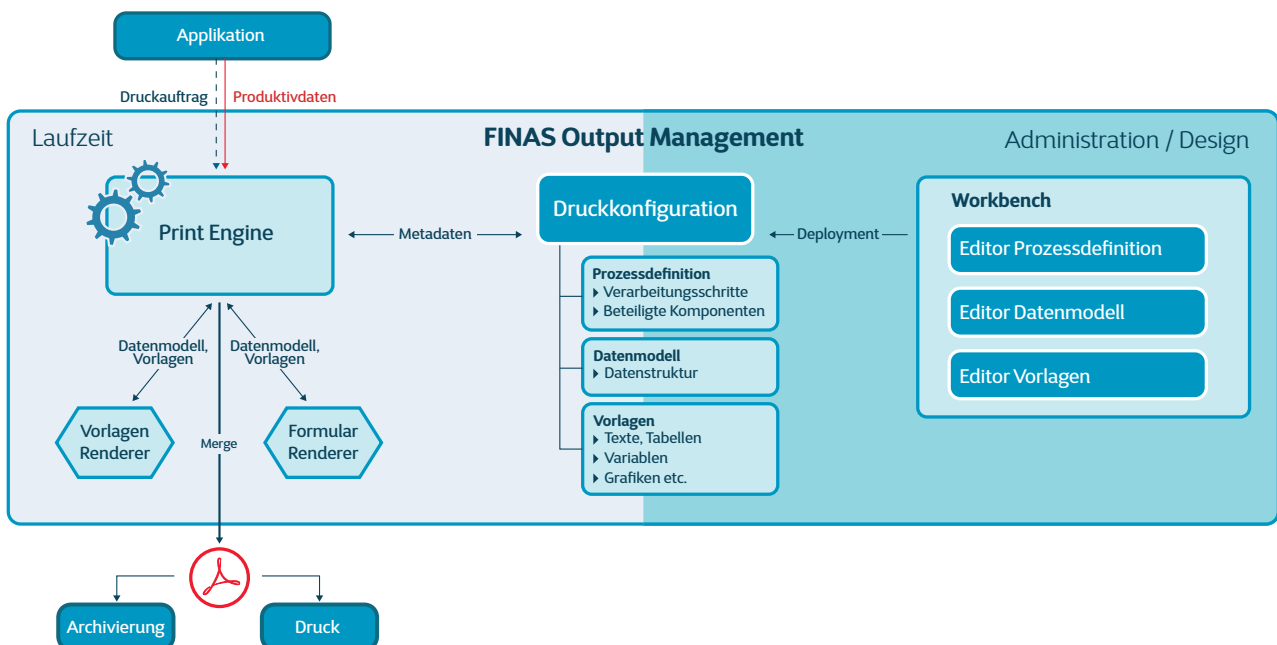 Applikation
Druckauftrag
Produktivdaten
Laufzeit
FINAS Output Management
Administration / Design
Print Engine
Metadaten
Druckkonfiguration
Deployment
Workbench
Editor Prozessdefinition
Editor Datenmodell
Editor Vorlagen
Prozessdefinition
Verarbeitungsschritte
Beteiligte Komponenten
Datenmodell
Datenstruktur
Vorlagen
Texte, Tabellen
Variablen
Grafiken etc.
Datenmodell,
Vorlagen
Datenmodell,
Vorlagen
Vorlagen
Renderer
Merge
Formular
Renderer
Archivierung
Druck